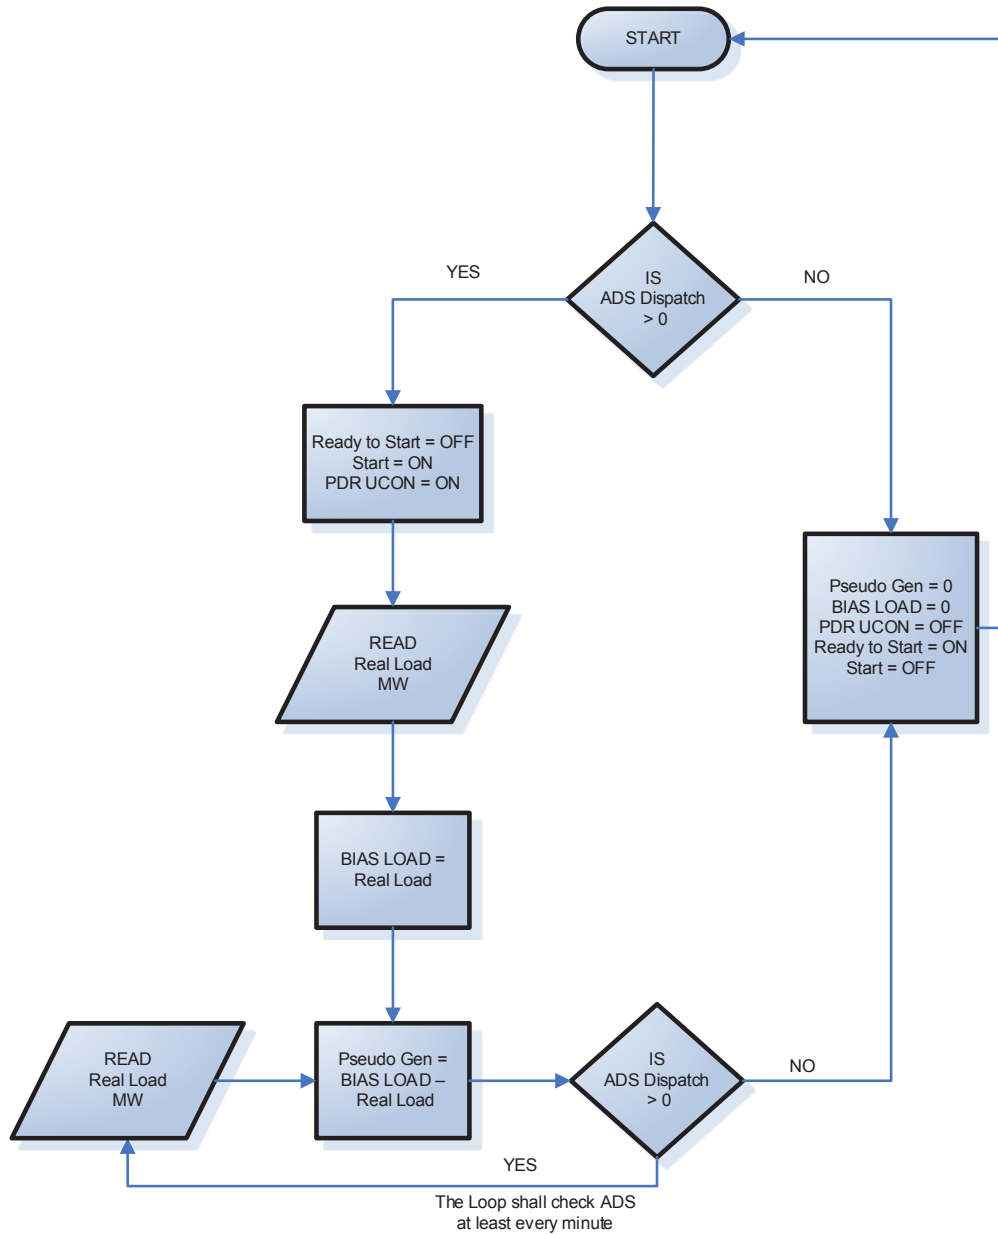 START
IS
ADS Dispatch
> 0
YES
NO
Ready to Start = OFF
Start = ON
PDR UCON = ON
READ
Real Load
MW
Pseudo Gen = 0
BIAS LOAD = 0
PDR UCON = OFF
Ready to Start = ON
Start = OFF
BIAS LOAD =
Real Load
READ
Real Load
MW
Pseudo Gen =
BIAS LOAD –
Real Load
IS
ADS Dispatch
> 0
NO
YES
The Loop shall check ADS
at least every minute